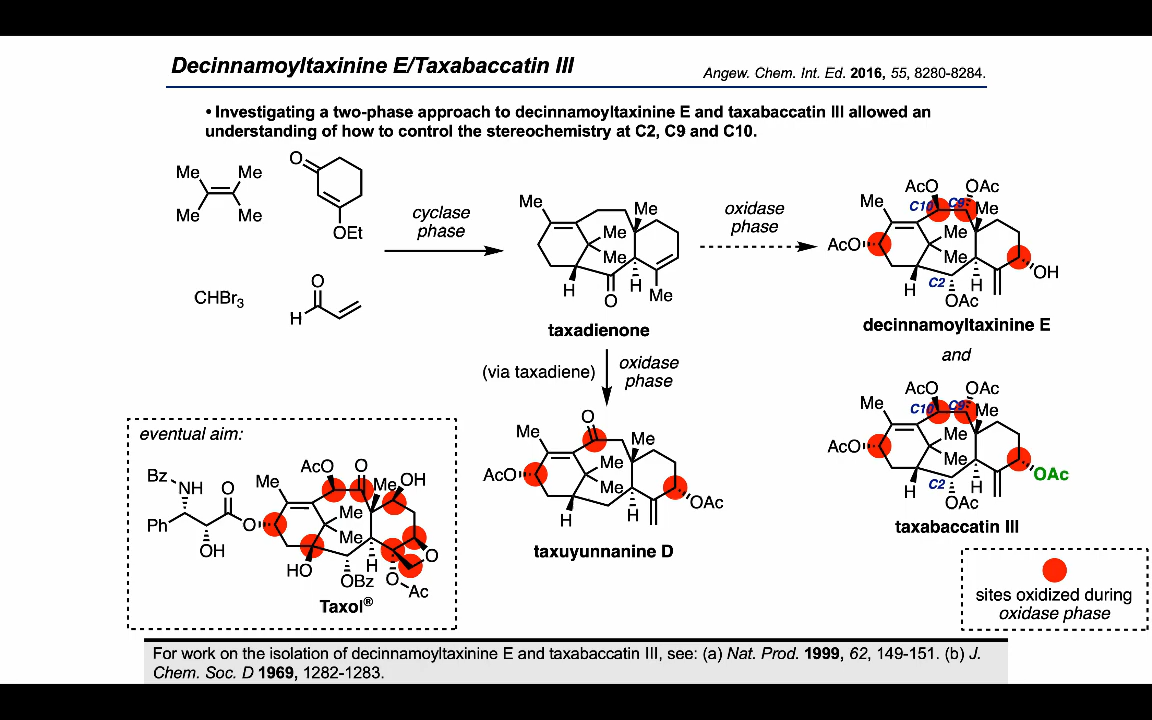 Decinnamoyltaxinine E/Taxabaccatin III
Angew. Chem. Int. Ed. 2016, 55, 8280-8284.
• Investigating a two-phase approach to decinnamoyltaxinine E and taxabaccatin III allowed an
understanding of how to control the stereochemistry at C2, C9 and C10.
Me
Me
Me
Me
O
OEt
CHBr3
O
H
cyclase
phase
Me
Me
Me
Me
H
O
H
Me
taxadienone
oxidase
phase
AcO
OAc
C10
C9
Me
Me
AcO
Me
Me
H
C2
H
OAc
OH
decinnamoyltaxinine E
and
AcO
OAc
C10
C9
Me
Me
AcO
Me
Me
H
C2
H
OAc
OAc
taxabaccatin III
(via taxadiene)
oxidase
phase
O
Me
Me
AcO
Me
Me
H
H
OAc
taxuyunnanine D
eventual aim:
Bz
NH
O
Ph
OH
O
Me
AcO
O
Me
OH
Me
Me
HO
H
O
OBz
O
Ac
Taxol®
sites oxidized during
oxidase phase
For work on the isolation of decinnamoyltaxinine E and taxabaccatin III, see: (a) Nat. Prod. 1999, 62, 149-151. (b) J.
Chem. Soc. D 1969, 1282-1283.